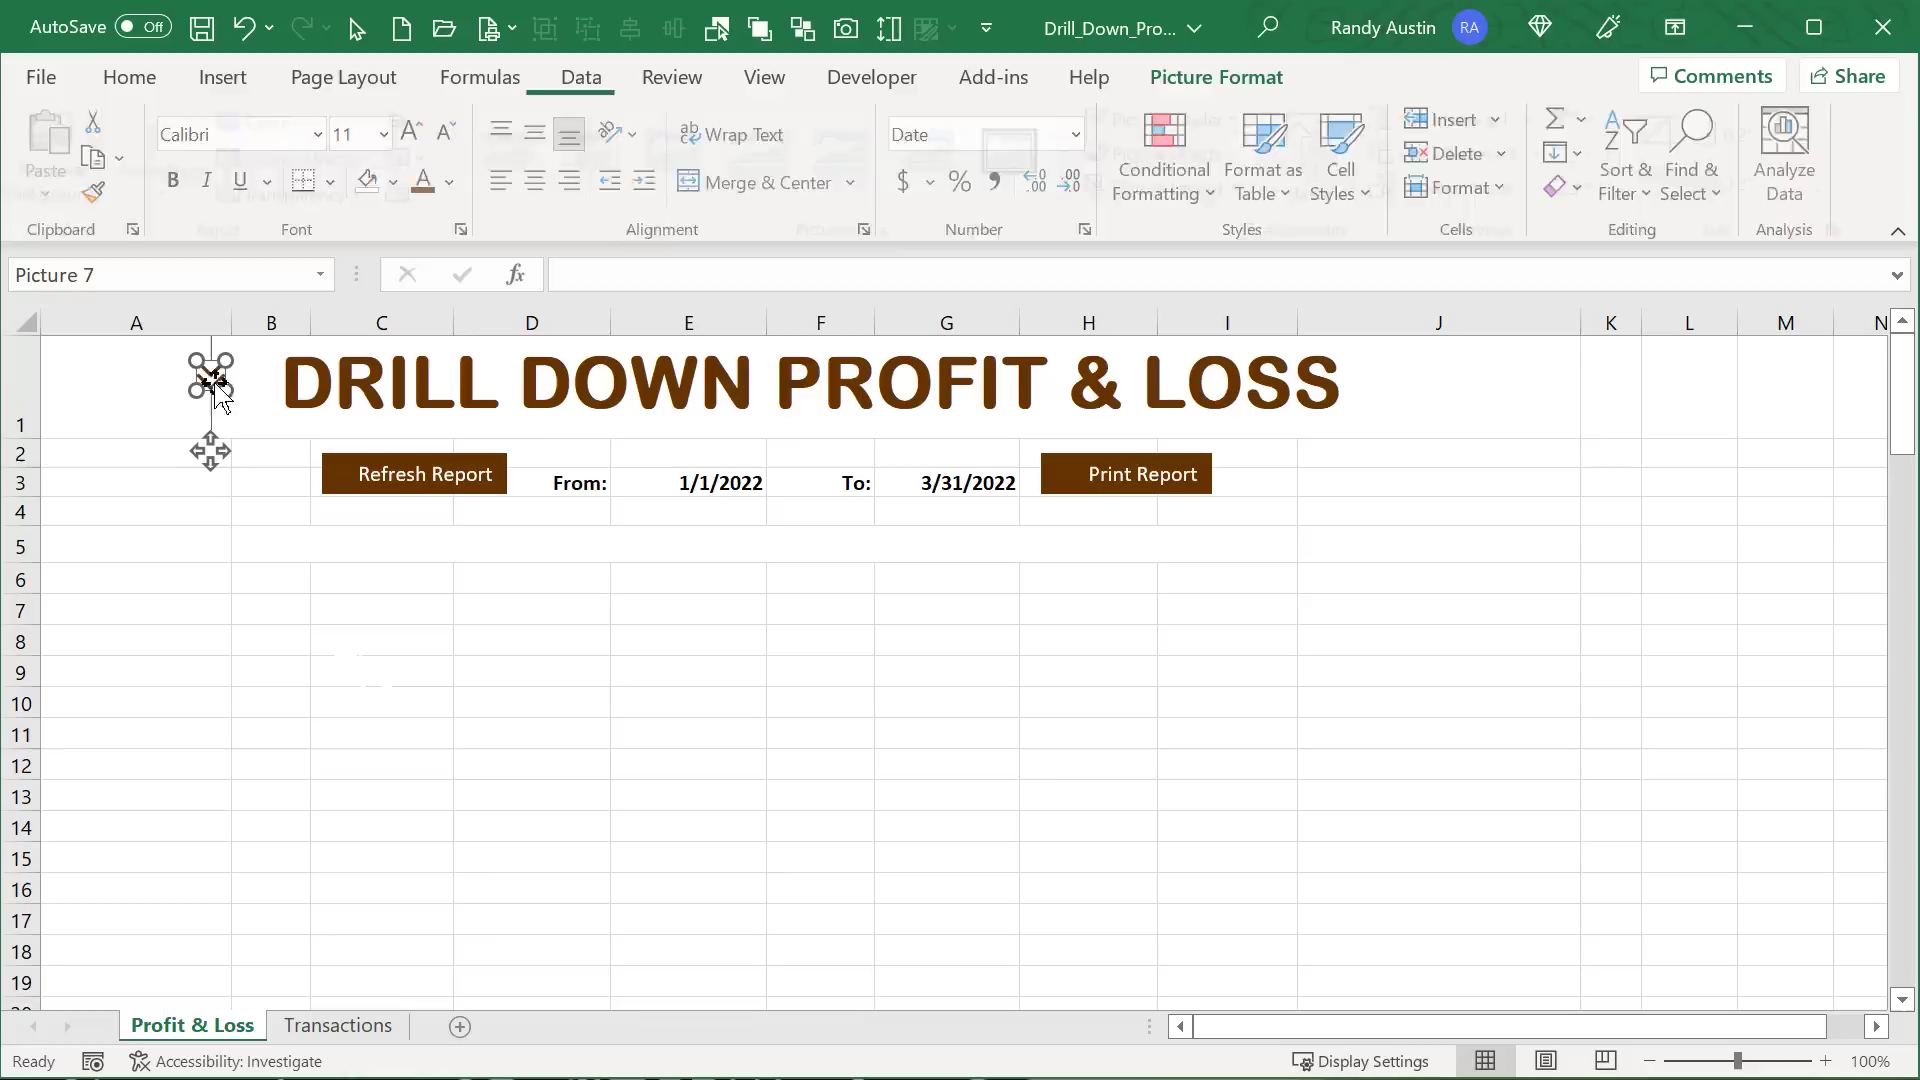 AutoSave Off Drill_Down_Pro... Randy Austin RA
File Home Insert Page Layout Formulas Data Review View Developer Add-ins Help Picture Format Comments Share
Paste Calibri 11 ab Wrap Text Date Conditional Formatting Format as Table Cell Styles Insert Sort & Filter Find & Select Analyze Data
B I U Merge & Center $ % Delete
Format
Clipboard Font Alignment Number Styles Cells Editing Analysis
Picture 7 fx
A B C D E F G H I J K L M N
DRILL DOWN PROFIT & LOSS
1
2
Refresh Report Print Report
3 From: 1/1/2022 To: 3/31/2022
4
5
6
7
8
9
10
11
12
13
14
15
16
17
18
19
Profit & Loss Transactions
Ready Accessibility: Investigate Display Settings 100%